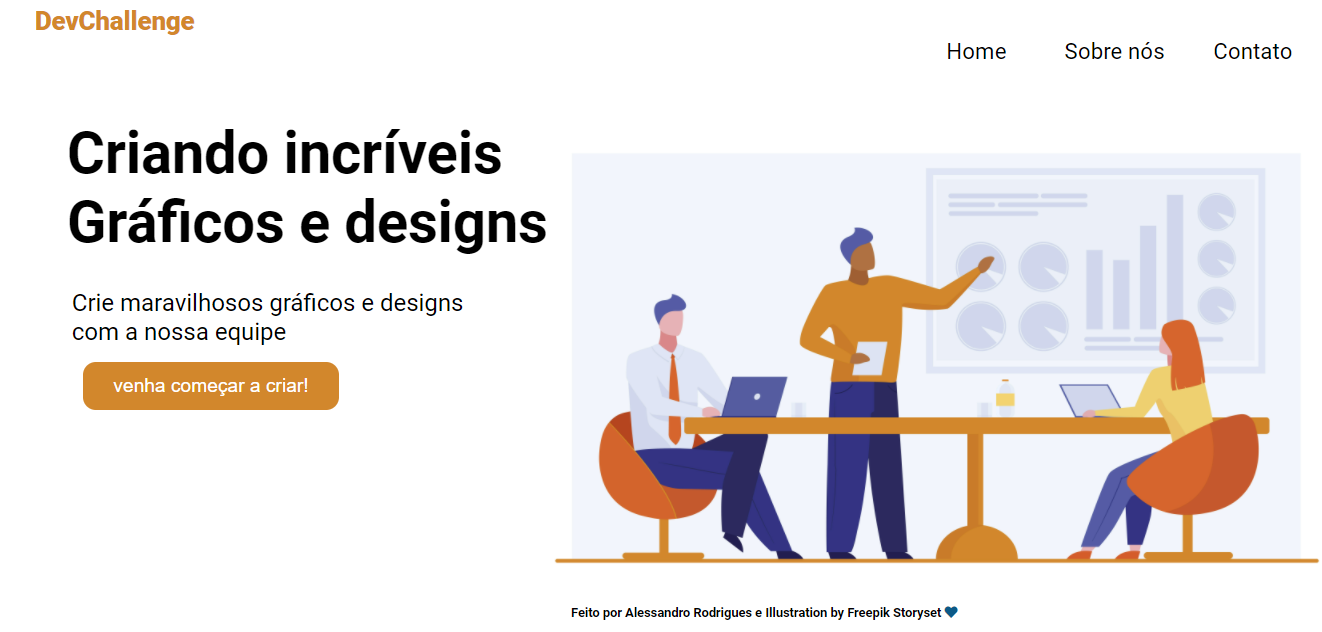 DevChallenge
Home
Sobre nós
Contato
Criando incríveis
Gráficos e designs
Crie maravilhosos gráficos e designs
com a nossa equipe
venha começar a criar!
Feito por Alessandro Rodrigues e Illustration by Freepik Storyset